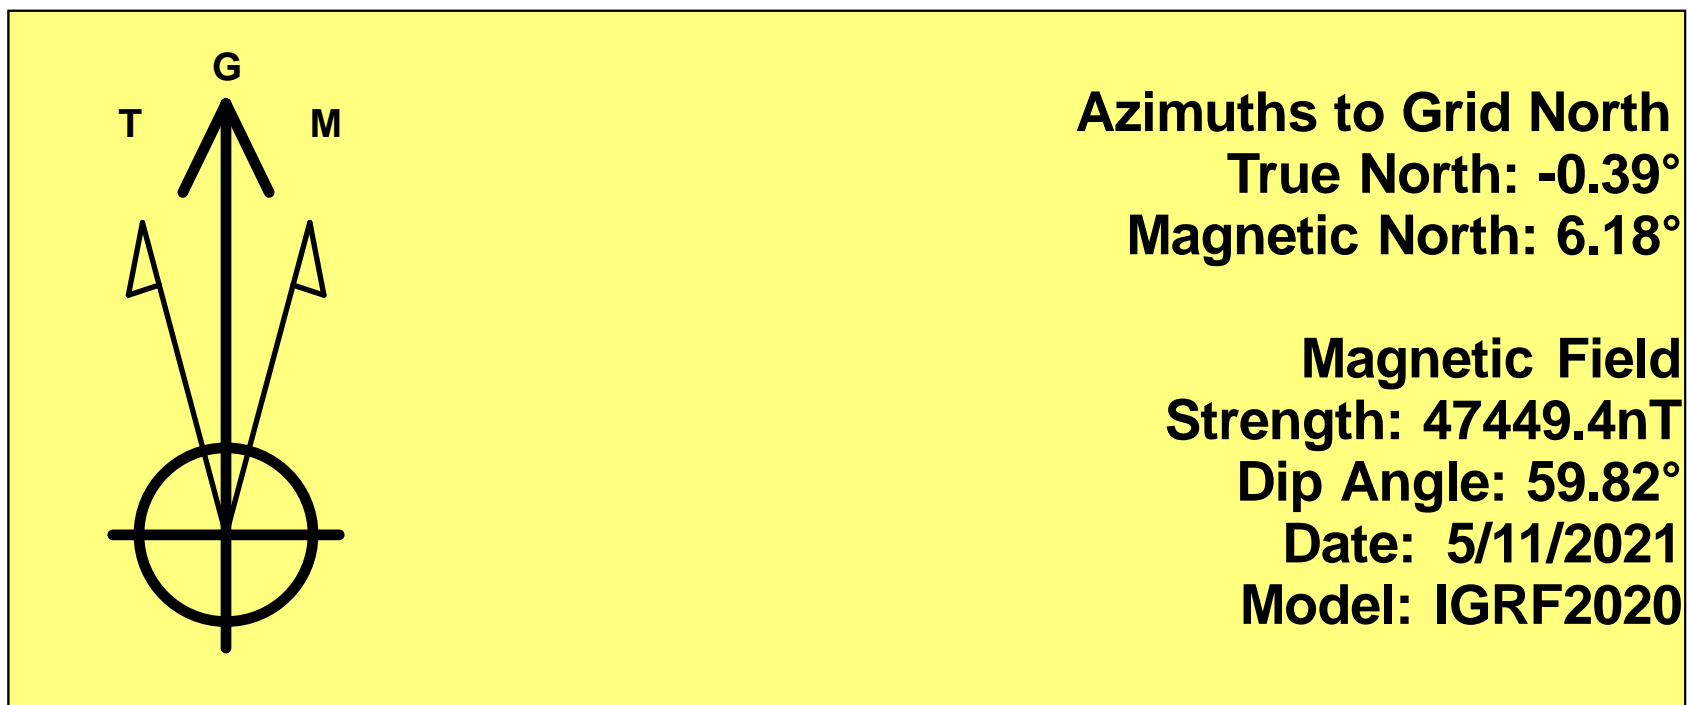 G
T
M
Azimuths to Grid North
True North: -0.39°
Magnetic North: 6.18°
Magnetic Field
Strength: 47449.4nT
Dip Angle: 59.82°
Date: 5/11/2021
Model: IGRF2020